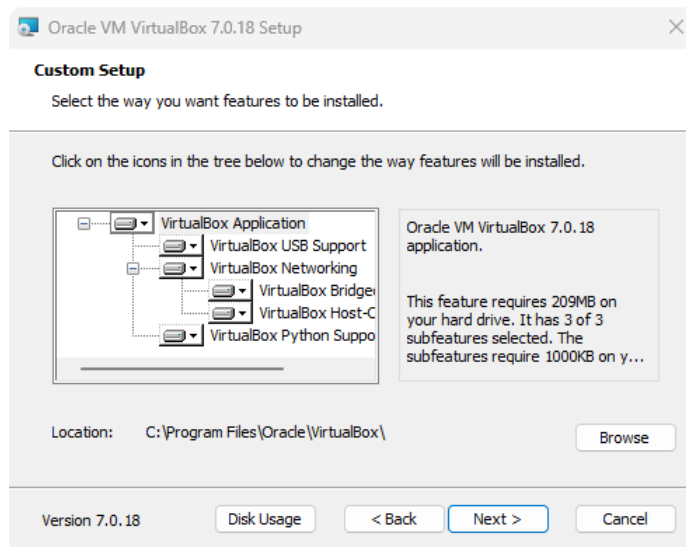 Oracle VM VirtualBox 7.0.18 Setup
Custom Setup
Select the way you want features to be installed.
Click on the icons in the tree below to change the way features will be installed.
VirtualBox Application
VirtualBox USB Support
VirtualBox Networking
VirtualBox Bridge
VirtualBox Host-C
VirtualBox Python Suppo
Oracle VM VirtualBox 7.0.18
application.
This feature requires 209MB on
your hard drive. It has 3 of 3
subfeatures selected. The
subfeatures require 1000KB on y...
Location: C:\Program Files\Oracle\VirtualBox\
Browse
Version 7.0.18
Disk Usage
< Back
Next >
Cancel